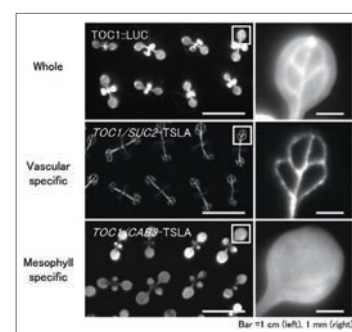 Whole
TOC1::LUC
Vascular
specific
TOC1/SUC2-TSLA
Mesophyll
specific
TOC1/CAB3-TSLA
Bar =1 cm (left), 1 mm (right)